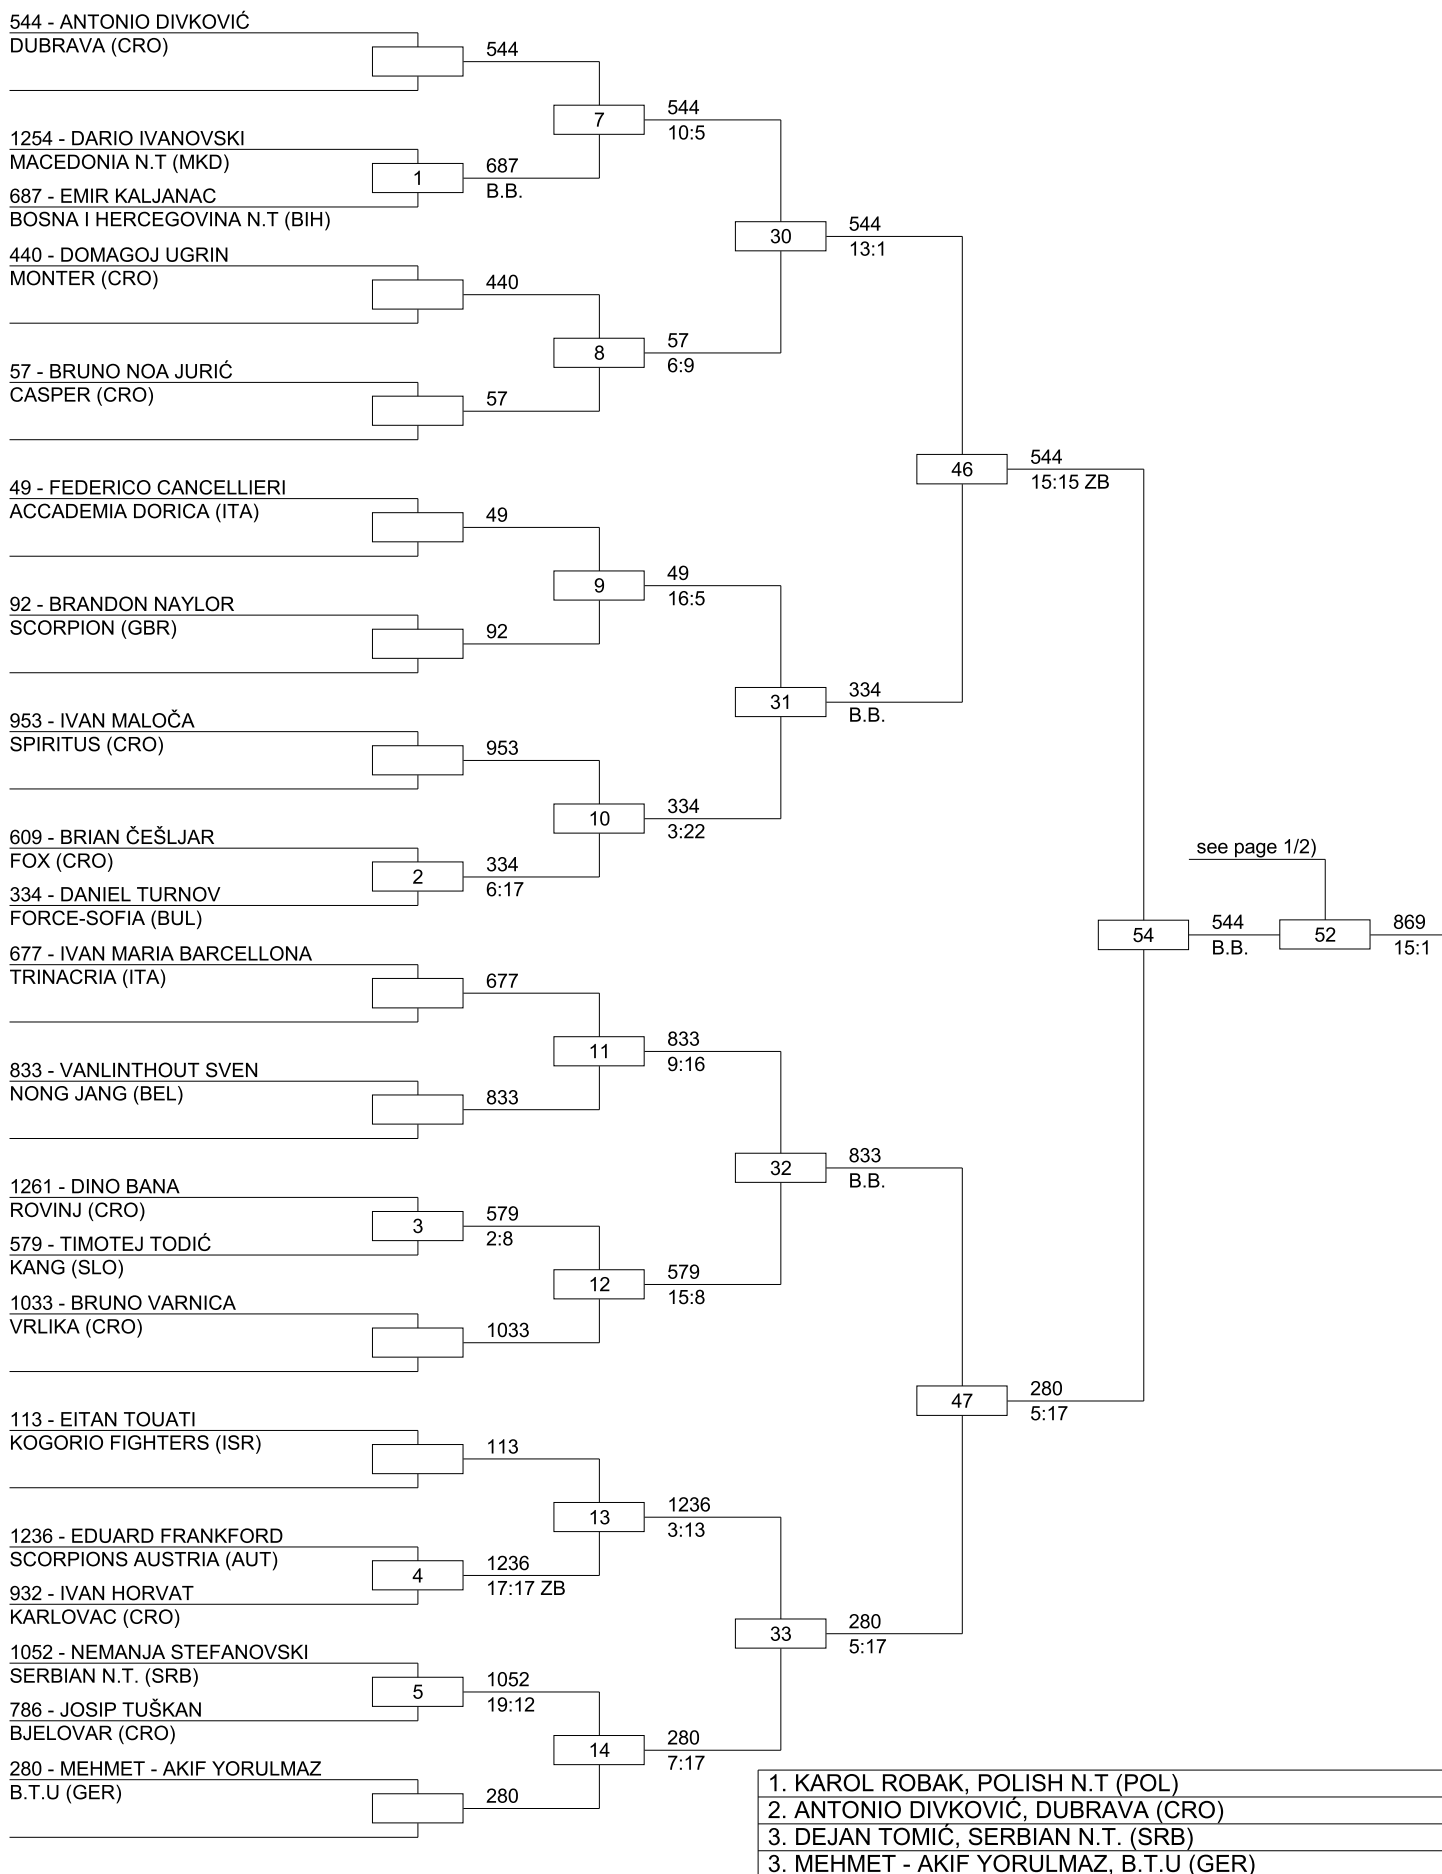 544 - ANTONIO DIVKOVIĆ
DUBRAVA (CRO)
544
7
544
10:5
1254 - DARIO IVANOVSKI
MACEDONIA N.T (MKD)
1
687
B.B.
687 - EMIR KALJANAC
BOSNA I HERCEGOVINA N.T (BIH)
30
544
13:1
440 - DOMAGOJ UGRIN
MONTER (CRO)
440
8
57
6:9
57 - BRUNO NOA JURIĆ
CASPER (CRO)
57
46
544
15:15 ZB
49 - FEDERICO CANCELLIERI
ACCADEMIA DORICA (ITA)
49
9
49
16:5
92 - BRANDON NAYLOR
SCORPION (GBR)
92
31
334
B.B.
953 - IVAN MALOČA
SPIRITUS (CRO)
953
10
334
3:22
609 - BRIAN ČEŠLJAR
FOX (CRO)
2
334
6:17
334 - DANIEL TURNOV
FORCE-SOFIA (BUL)
see page 1/2)
54
544
B.B.
52
869
15:1
677 - IVAN MARIA BARCELLONA
TRINACRIA (ITA)
677
11
833
9:16
833 - VANLINTHOUT SVEN
NONG JANG (BEL)
833
32
833
B.B.
1261 - DINO BANA
ROVINJ (CRO)
3
579
2:8
579 - TIMOTEJ TODIĆ
KANG (SLO)
12
579
15:8
1033 - BRUNO VARNICA
VRLIKA (CRO)
1033
47
280
5:17
113 - EITAN TOUATI
KOGORIO FIGHTERS (ISR)
113
13
1236
3:13
1236 - EDUARD FRANKFORD
SCORPIONS AUSTRIA (AUT)
4
1236
17:17 ZB
932 - IVAN HORVAT
KARLOVAC (CRO)
33
280
5:17
1052 - NEMANJA STEFANOVSKI
SERBIAN N.T. (SRB)
5
1052
19:12
786 - JOSIP TUŠKAN
BJELOVAR (CRO)
14
280
7:17
280 - MEHMET - AKIF YORULMAZ
B.T.U (GER)
280
1. KAROL ROBAK, POLISH N.T (POL)
2. ANTONIO DIVKOVIĆ, DUBRAVA (CRO)
3. DEJAN TOMIĆ, SERBIAN N.T. (SRB)
3. MEHMET - AKIF YORULMAZ, B.T.U (GER)